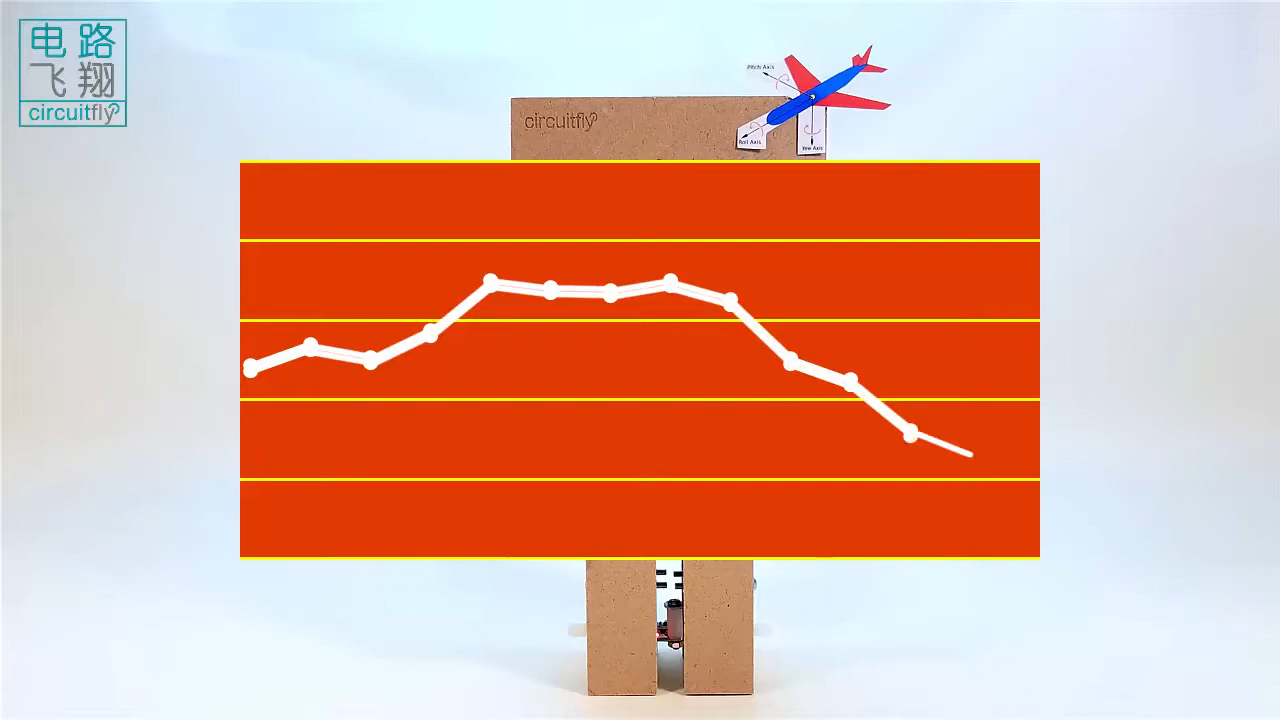 电路
飞翔
circuitfly
circuitfly
Pitch Axis
Roll Axis
Yaw Axis